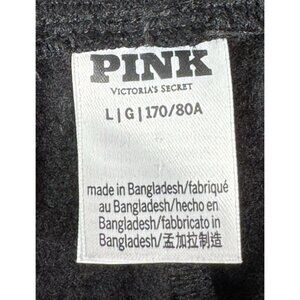 PINK
VICTORIA'S SECRET
L | G | 170/80A
made in Bangladesh/fabriqué
au Bangladesh/hecho en
Bangladesh/fabbricato in
Bangladesh/孟加拉制造